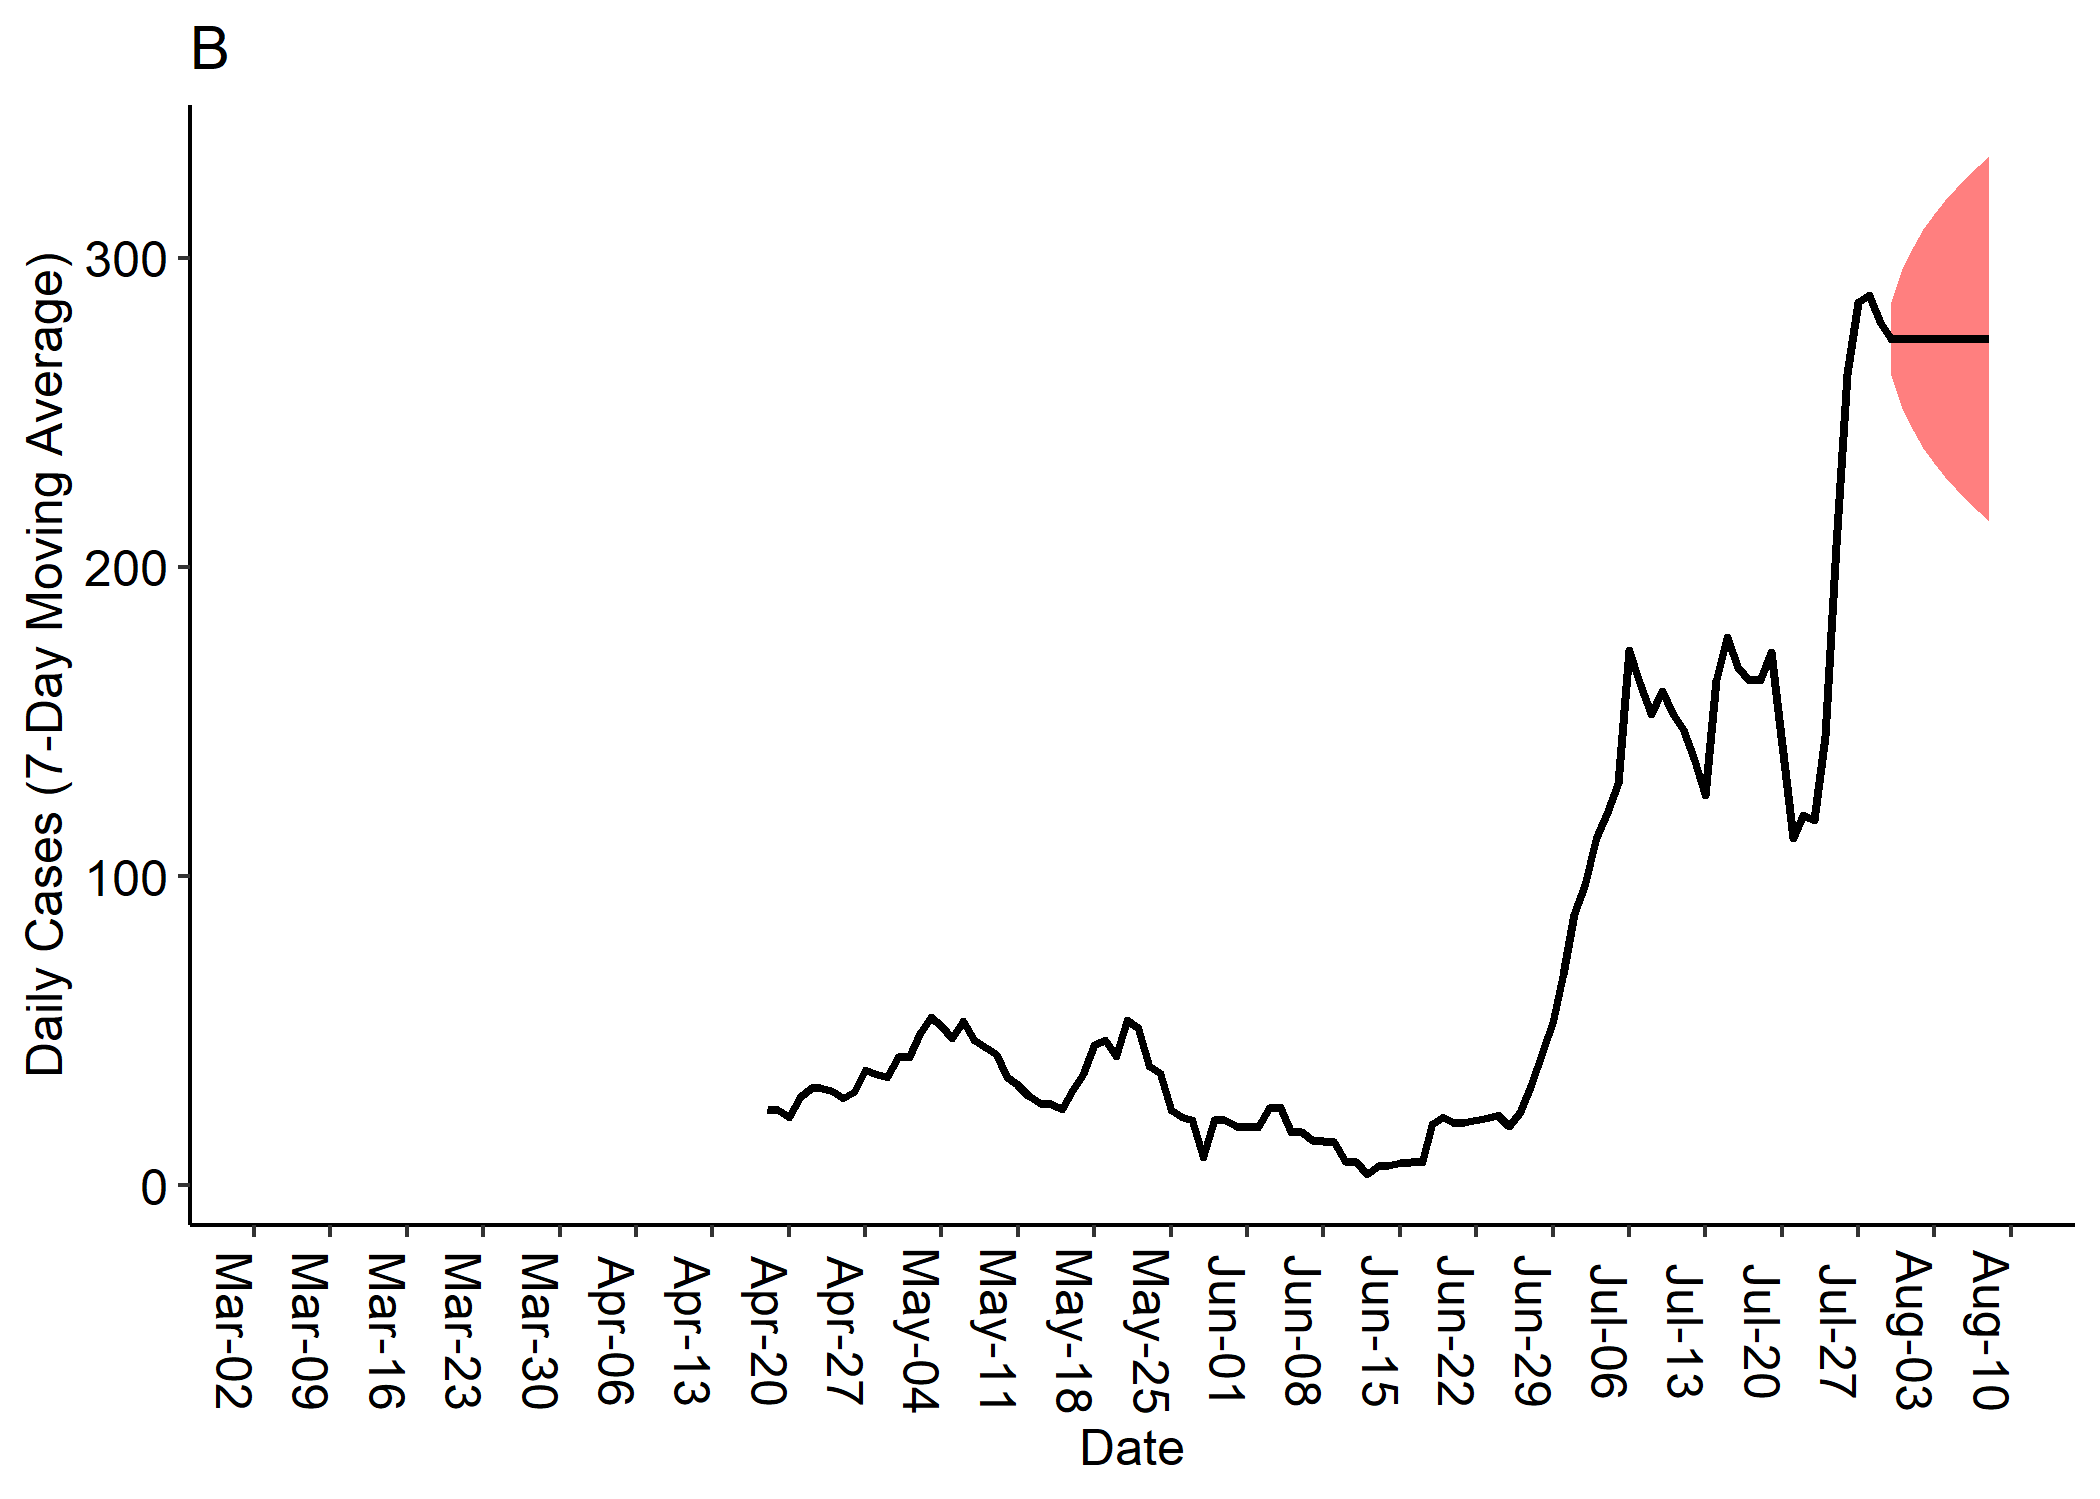 B
Daily Cases (7-Day Moving Average)
300
200
100
0
Mar-02
Mar-09
Mar-16
Mar-23
Mar-30
Apr-06
Apr-13
Apr-20
Apr-27
May-04
May-11
May-18
May-25
Jun-01
Jun-08
Jun-15
Jun-22
Jun-29
Jul-06
Jul-13
Jul-20
Jul-27
Aug-03
Aug-10
Date